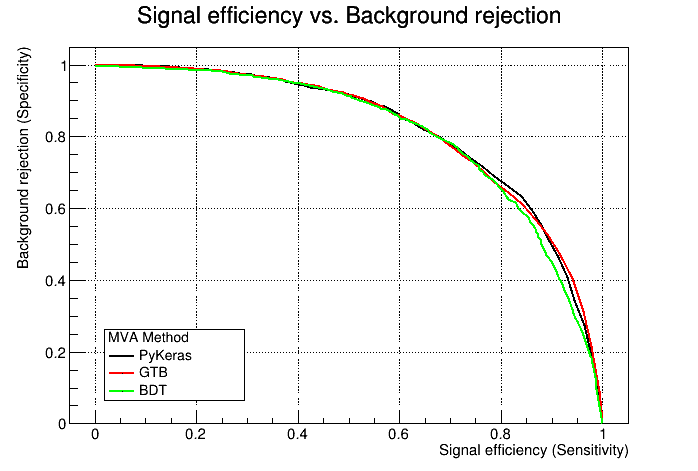 Signal efficiency vs. Background rejection
Background rejection (Specificity)
1
0.8
0.6
0.4
0.2
0
MVA Method
PyKeras
GTB
BDT
0 0.2 0.4 0.6 0.8 1
Signal efficiency (Sensitivity)